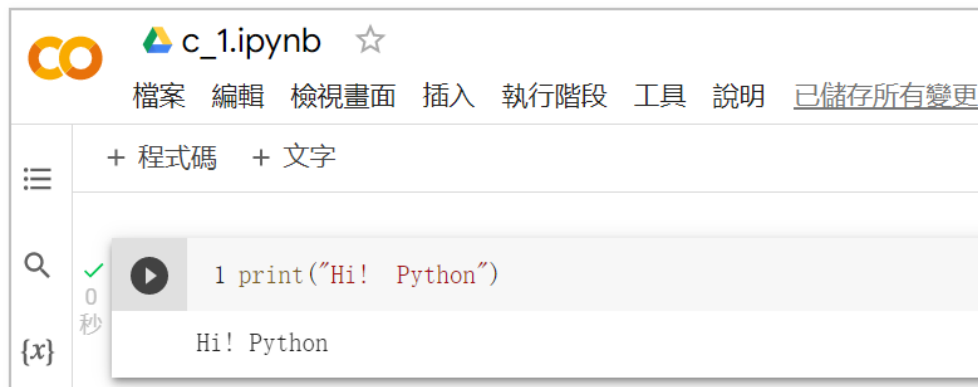 c_1.ipynb
檔案 編輯 檢視畫面 插入 執行階段 工具 說明 已儲存所有變更
+ 程式碼 + 文字
1 print("Hi!  Python")
0
秒
Hi! Python
{x}